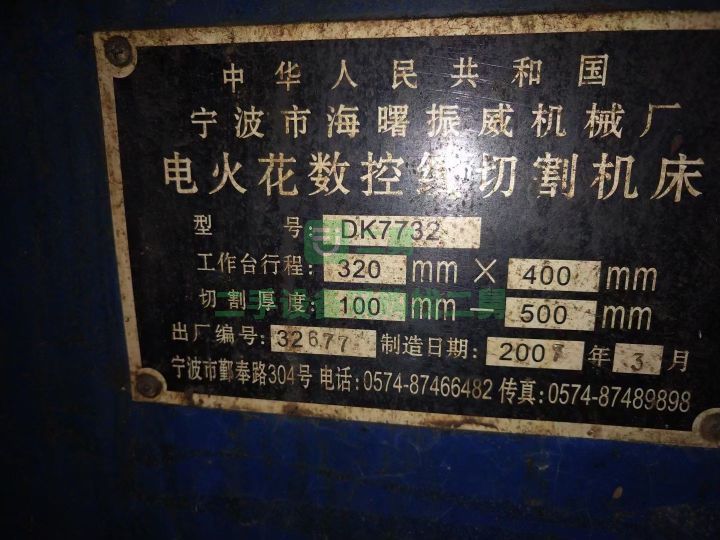 中华人民共和国
宁波市海曙振威机械厂
电火花数控线切割机床
型 号: DK7732
工作台行程: 320 mm × 400 mm
切割厚度: 100 mm — 500 mm
出厂编号: 32677 制造日期: 2007 年 3 月
宁波市鄞奉路304号 电话: 0574-87466482 传真: 0574-87489898